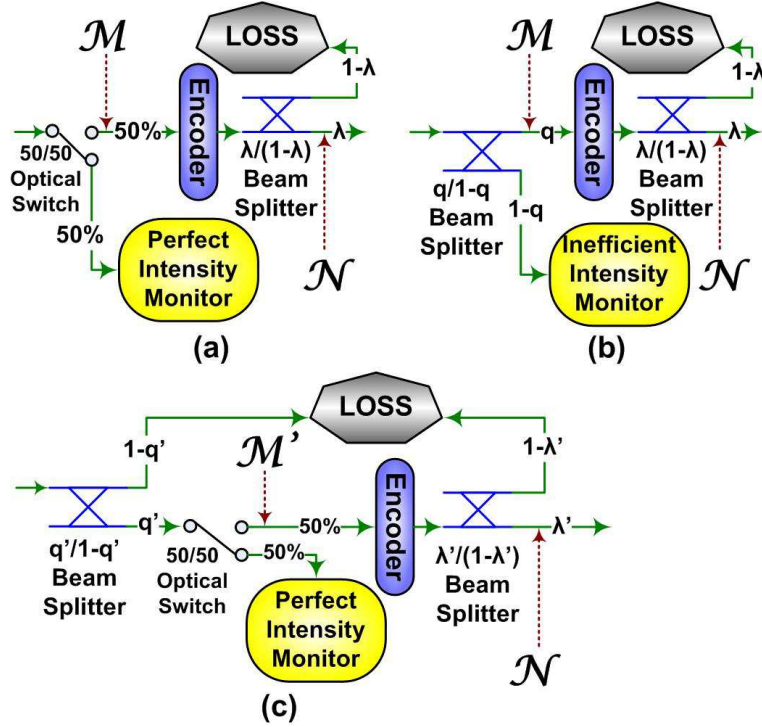 M
LOSS
1-λ
Encoder
50%
λ
50/50
Optical
Switch
λ/(1-λ)
Beam
Splitter
50%
Perfect
Intensity
Monitor
N
(a)
M
LOSS
1-λ
Encoder
q
λ
q/1-q
Beam
Splitter
λ/(1-λ)
Beam
Splitter
1-q
Inefficient
Intensity
Monitor
N
(b)
LOSS
1-q'
M'
1-λ'
Encoder
q'
50%
λ'
q'/1-q'
Beam
Splitter
50/50
Optical
Switch
50%
λ'/(1-λ')
Beam
Splitter
Perfect
Intensity
Monitor
N
(c)